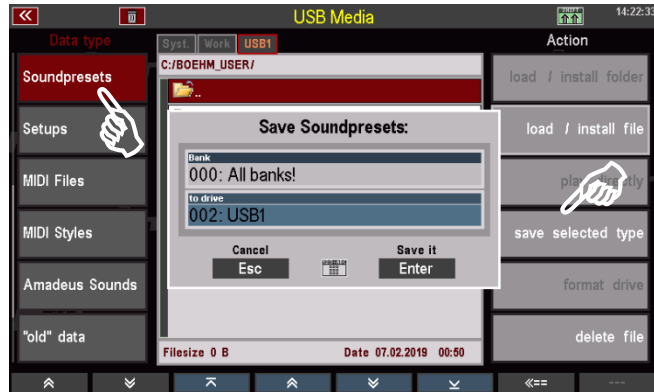 USB Media
SHIFT
14:22:33
Data type
Syst. Work USB1
Action
C:/BOEHM_USER/
Soundpresets
..
load / install folder
Save Soundpresets:
Setups
load / install file
Bank
000: All banks!
MIDI Files
to drive
002: USB1
MIDI Styles
save selected type
Cancel
Save it
Esc
Enter
Amadeus Sounds
format drive
"old" data
delete file
Filesize 0 B
Date 07.02.2019 00:50
«==
---